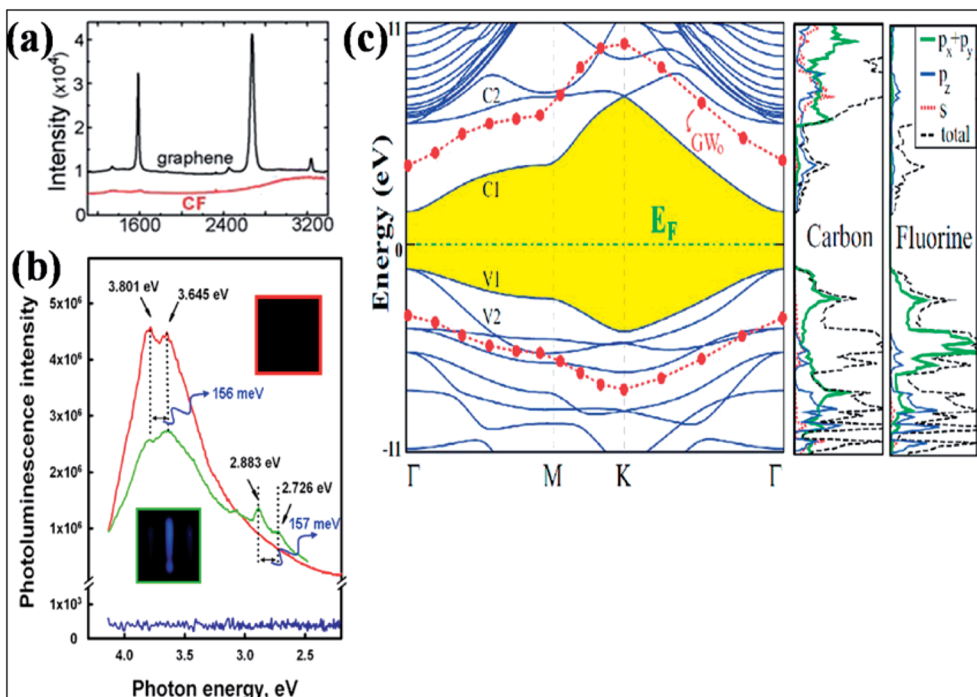 (a)
Intensity (x10⁴)
4
3
2
1
0
graphene
CF
1600
2400
3200
(b)
Photoluminescence intensity
5x10⁶
4x10⁶
3x10⁶
2x10⁶
1x10⁶
1x10³
0
3.801 eV
3.645 eV
156 meV
2.883 eV
2.726 eV
157 meV
4.0
3.5
3.0
2.5
Photon energy, eV
(c)
Energy (eV)
11
0
-11
C2
C1
GW₀
E_F
V1
V2
Γ
M
K
Γ
Carbon
Fluorine
pₓ+p_y
p_z
s
total